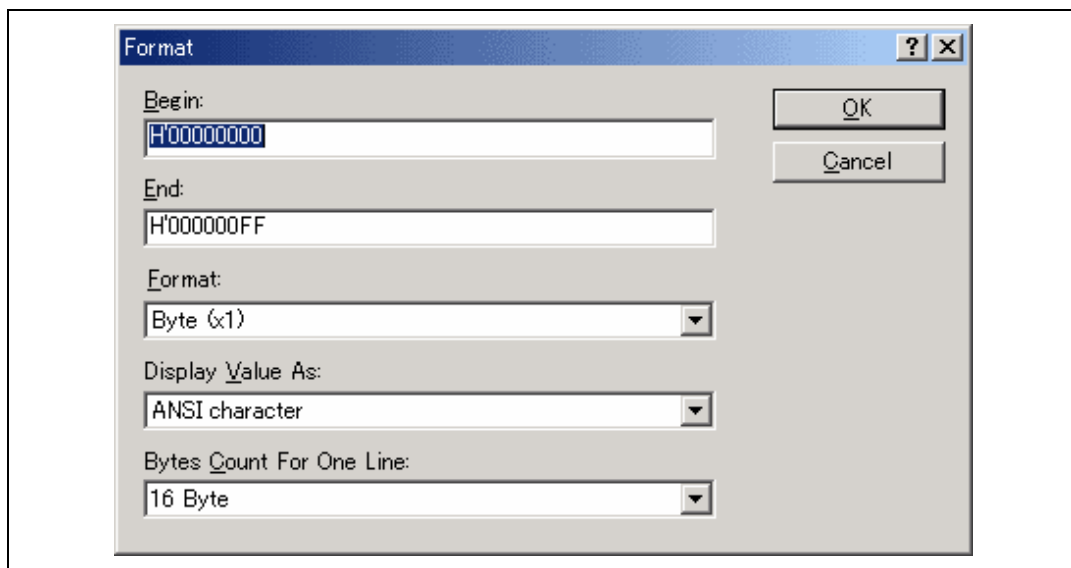 Format
Begin:
H'00000000
End:
H'000000FF
Format:
Byte (x1)
Display Value As:
ANSI character
Bytes Count For One Line:
16 Byte
OK
Cancel